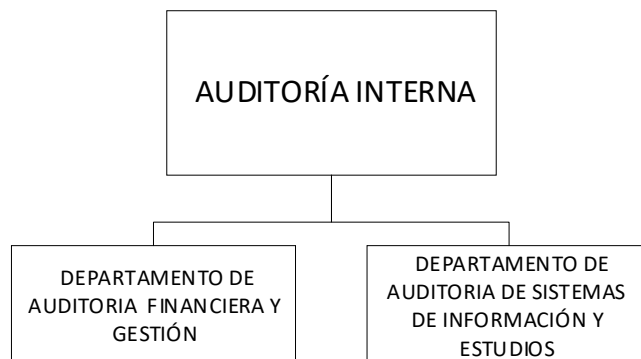 AUDITORÍA INTERNA
DEPARTAMENTO DE
AUDITORIA FINANCIERA Y
GESTIÓN
DEPARTAMENTO DE
AUDITORIA DE SISTEMAS
DE INFORMACIÓN Y
ESTUDIOS